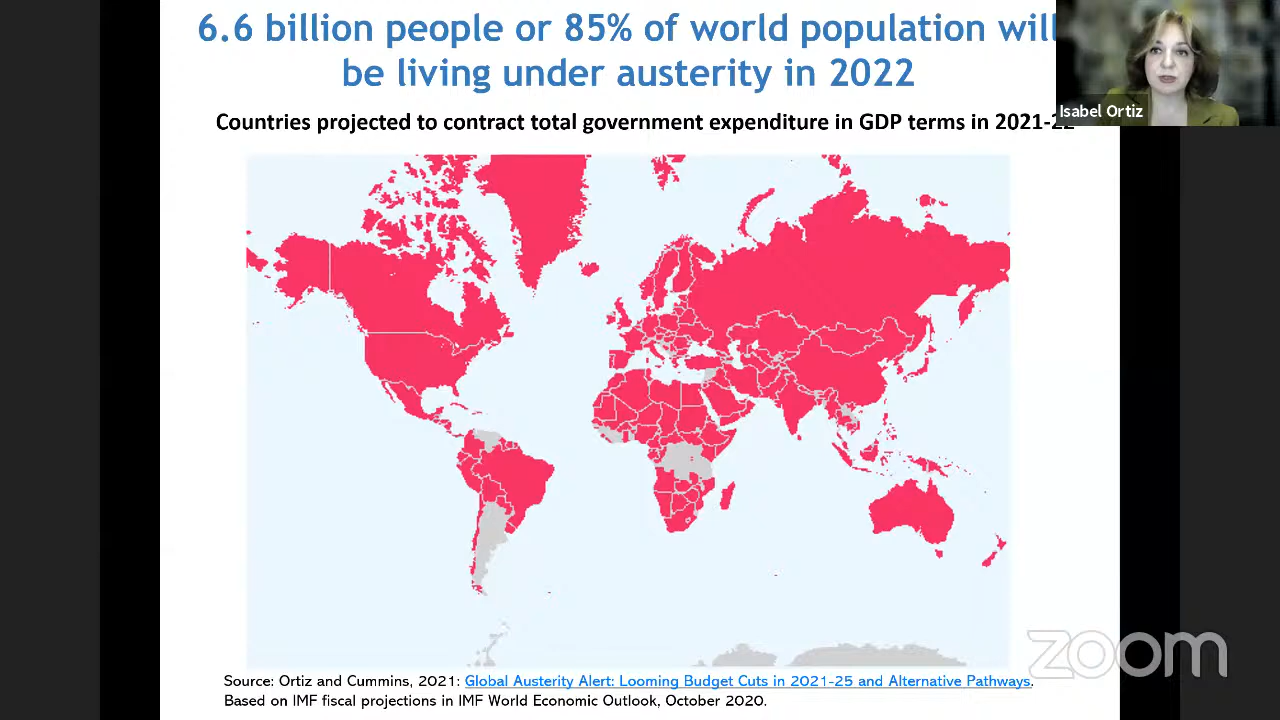 6.6 billion people or 85% of world population will
be living under austerity in 2022
Isabel Ortiz
Countries projected to contract total government expenditure in GDP terms in 2021-22
Source: Ortiz and Cummins, 2021: Global Austerity Alert: Looming Budget Cuts in 2021-25 and Alternative Pathways.
Based on IMF fiscal projections in IMF World Economic Outlook, October 2020.
zoom